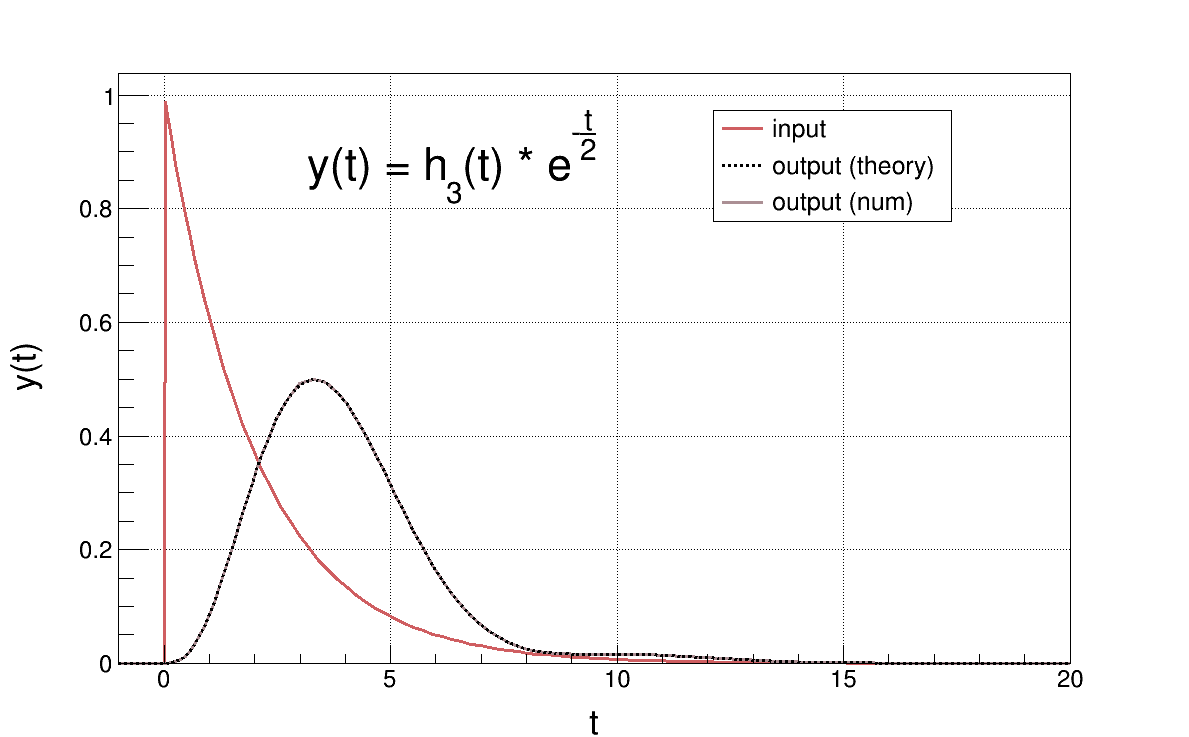 1
0.8
0.6
0.4
0.2
0
y(t)
y(t) = h₃(t) * e^(-t/2)
input
output (theory)
output (num)
0 5 10 15 20
t